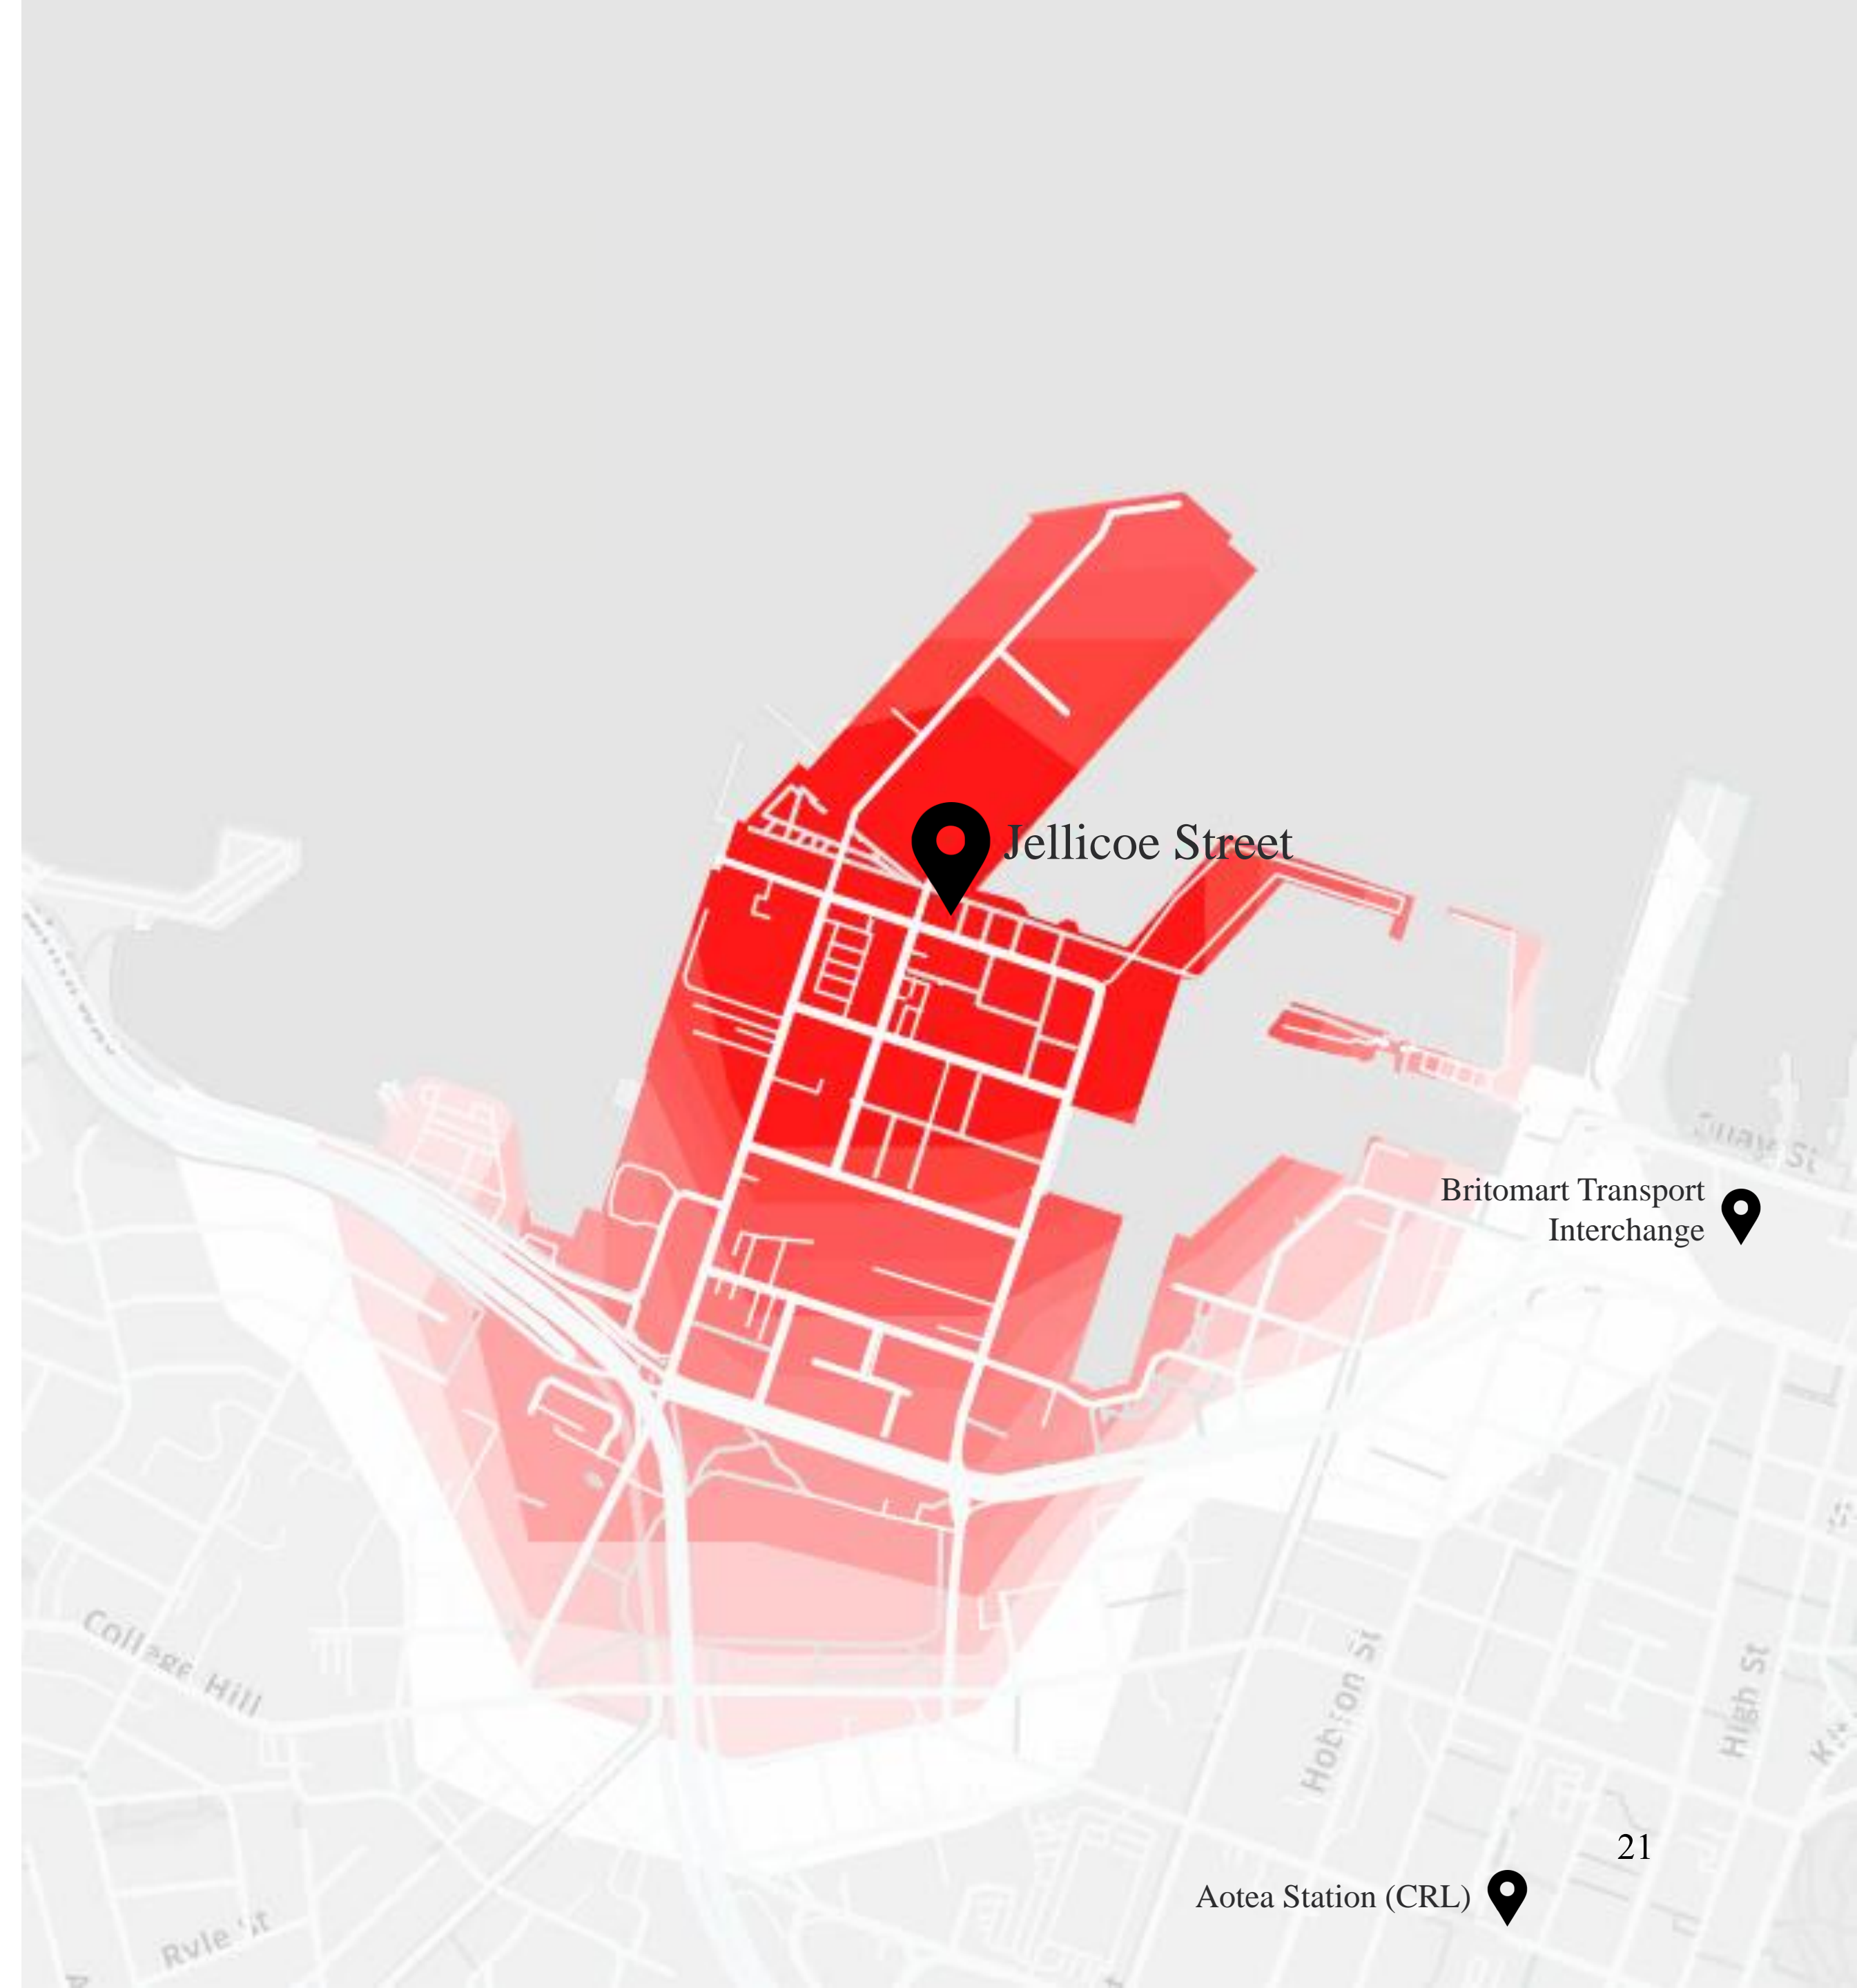 Jellicoe Street
Quay St
Britomart Transport
Interchange
College Hill
Hobson St
High St
21
Aotea Station (CRL)
Ryle St